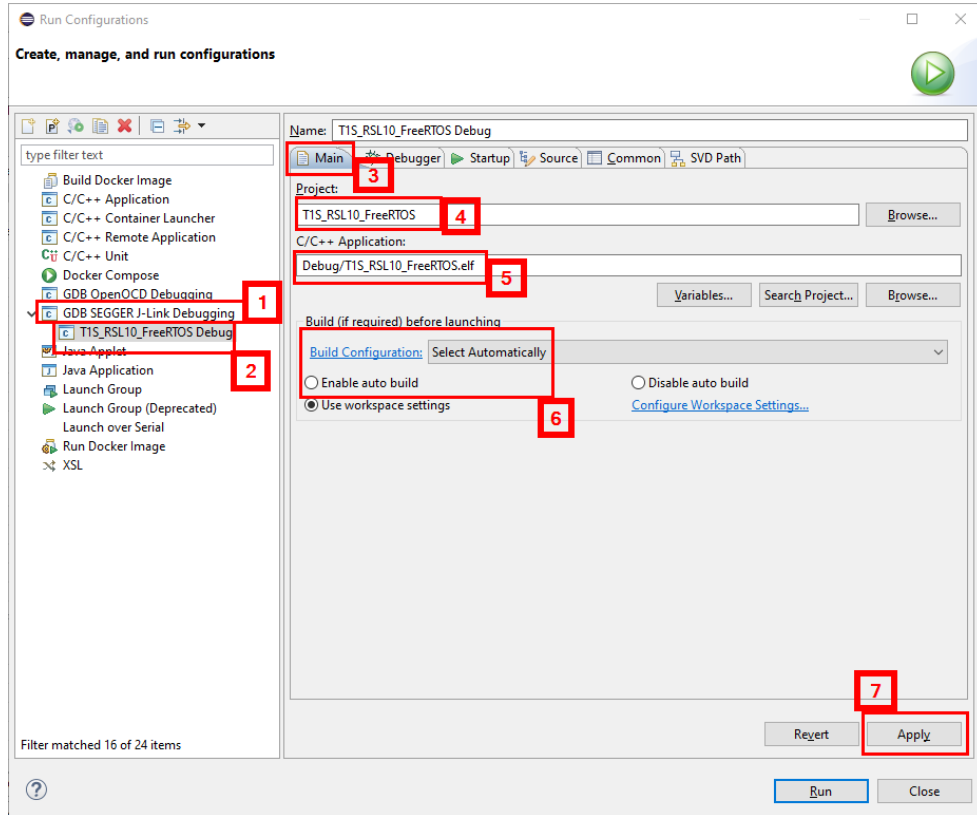 Run Configurations
Create, manage, and run configurations
type filter text
Build Docker Image
C/C++ Application
C/C++ Container Launcher
C/C++ Remote Application
C/C++ Unit
Docker Compose
GDB OpenOCD Debugging
GDB SEGGER J-Link Debugging
1
T1S_RSL10_FreeRTOS Debug
2
Java Applet
Java Application
Launch Group
Launch Group (Deprecated)
Launch over Serial
Run Docker Image
XSL
Filter matched 16 of 24 items
Name: T1S_RSL10_FreeRTOS Debug
Main Debugger Startup Source Common SVD Path
3
Project:
T1S_RSL10_FreeRTOS 4 Browse...
C/C++ Application:
Debug/T1S_RSL10_FreeRTOS.elf 5
Variables... Search Project... Browse...
Build (if required) before launching
Build Configuration: Select Automatically
Enable auto build Disable auto build
Use workspace settings Configure Workspace Settings...
6
7
Revert Apply
Run Close